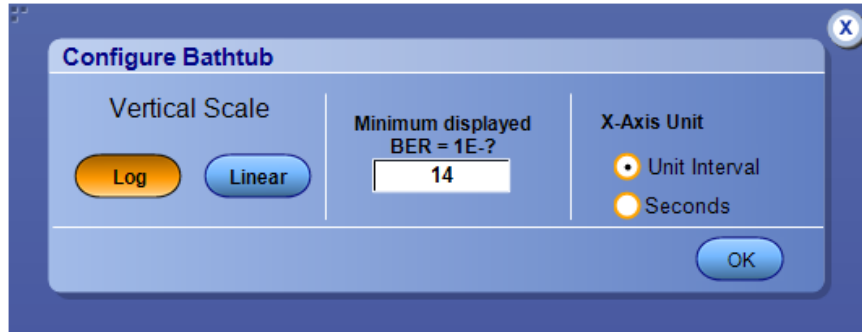 X
Configure Bathtub
Vertical Scale
Log
Linear
Minimum displayed
BER = 1E-?
14
X-Axis Unit
Unit Interval
Seconds
OK